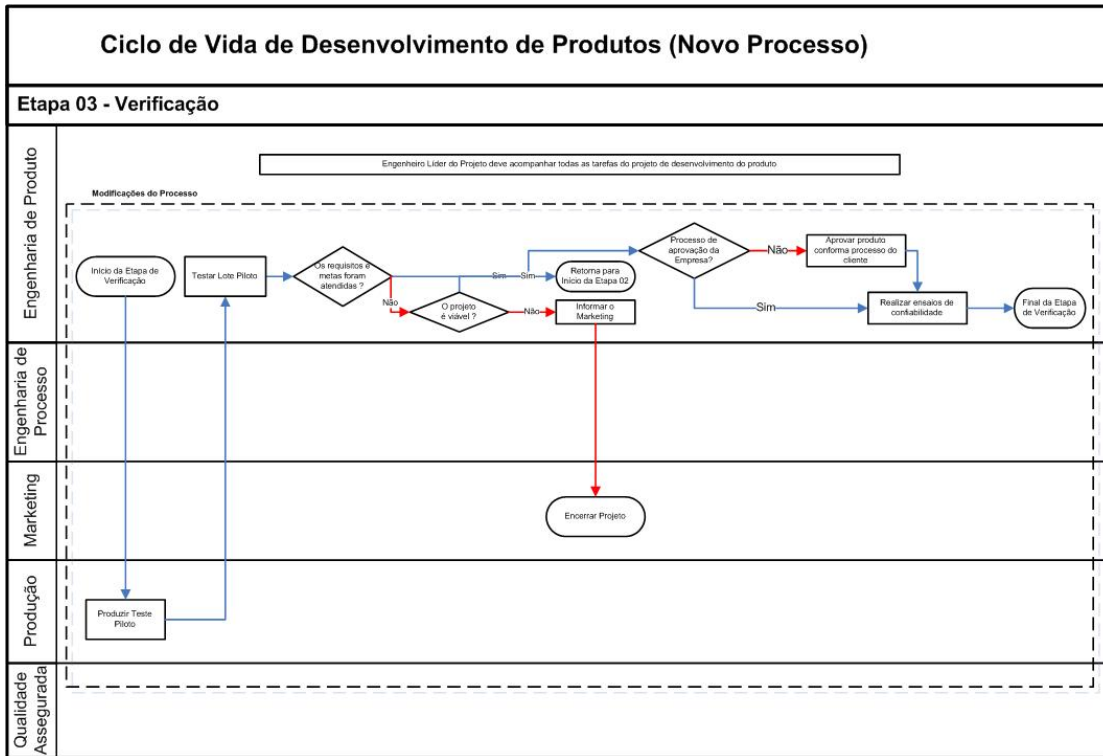 Ciclo de Vida de Desenvolvimento de Produtos (Novo Processo)
Etapa 03 - Verificação
Engenharia de Produto
Engenheiro Líder do Projeto deve acompanhar todas as tarefas do projeto de desenvolvimento do produto
Modificações do Processo
Início da Etapa de
Verificação
Testar Lote Piloto
Os requisitos e
metas foram
atendidas ?
Não
Sim
Sim
O projeto
é viável ?
Não
Retorna para
Início da Etapa 02
Informar o
Marketing
Processo de
aprovação da
Empresa?
Não
Sim
Aprovar produto
conforma processo do
cliente
Realizar ensaios de
confiabilidade
Final da Etapa
de Verificação
Engenharia de
Processo
Marketing
Encerrar Projeto
Produção
Produzir Teste
Piloto
Qualidade
Assegurada